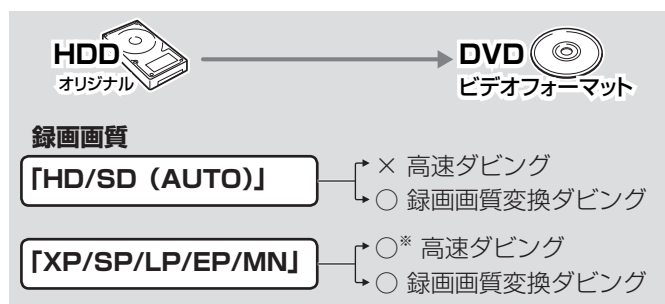 HDD
オリジナル
DVD
ビデオフォーマット
録画画質
「HD/SD（AUTO）」
× 高速ダビング
○ 録画画質変換ダビング
「XP/SP/LP/EP/MN」
○※ 高速ダビング
○ 録画画質変換ダビング